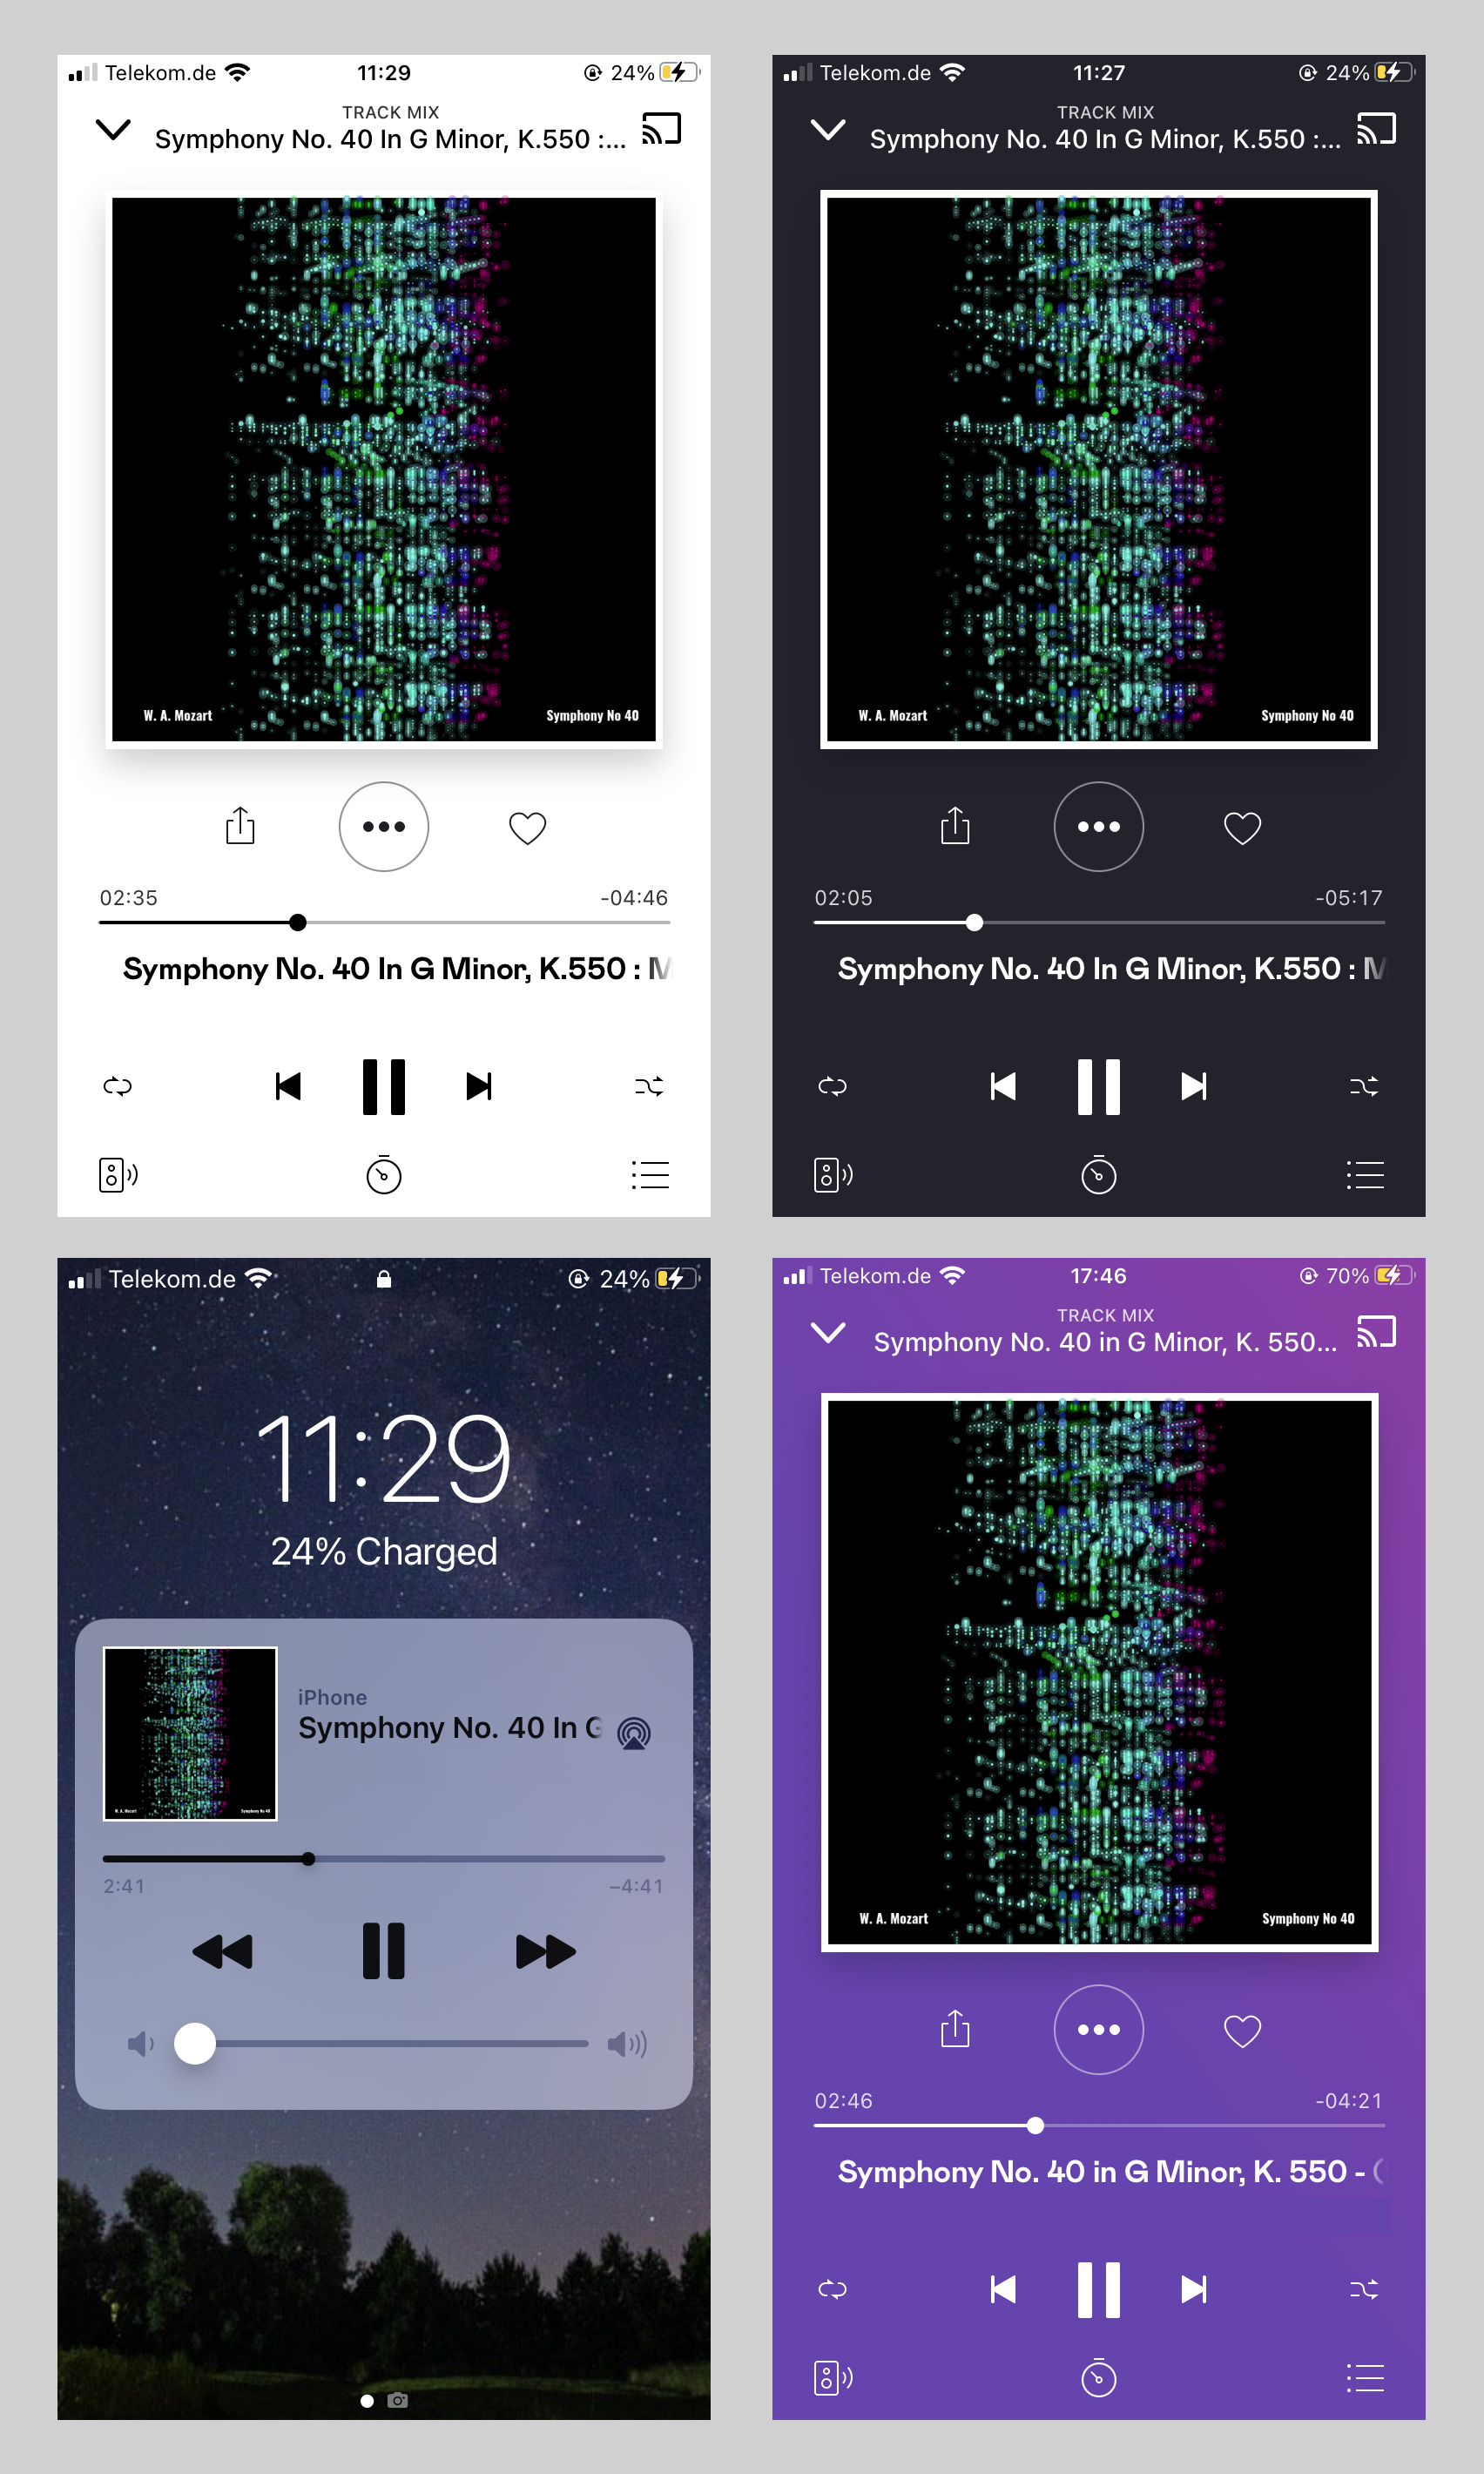 Telekom.de 11:29 24%
TRACK MIX
Symphony No. 40 In G Minor, K.550 :...
W. A. Mozart Symphony No 40
02:35 -04:46
Symphony No. 40 In G Minor, K.550 : M
Telekom.de 11:27 24%
TRACK MIX
Symphony No. 40 In G Minor, K.550 :...
W. A. Mozart Symphony No 40
02:05 -05:17
Symphony No. 40 In G Minor, K.550 : M
Telekom.de 24%
11:29
24% Charged
iPhone
Symphony No. 40 In G
W. A. Mozart Symphony No 40
2:41 −4:41
Telekom.de 17:46 70%
TRACK MIX
Symphony No. 40 in G Minor, K. 550...
W. A. Mozart Symphony No 40
02:46 -04:21
Symphony No. 40 in G Minor, K. 550 -